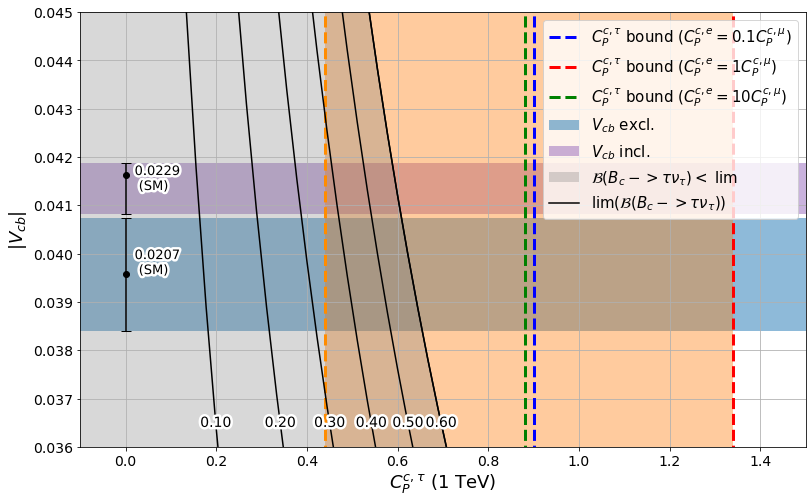 0.045
0.044
0.043
0.042
0.041
0.040
0.039
0.038
0.037
0.036
|V_cb|
C_P^{c,τ} bound (C_P^{c,e} = 0.1C_P^{c,μ})
C_P^{c,τ} bound (C_P^{c,e} = 1C_P^{c,μ})
C_P^{c,τ} bound (C_P^{c,e} = 10C_P^{c,μ})
V_cb excl.
V_cb incl.
ℬ(B_c −> τν_τ) < lim
lim(ℬ(B_c −> τν_τ))
0.0229
(SM)
0.0207
(SM)
0.10 0.20 0.30 0.40 0.50 0.60
0.0 0.2 0.4 0.6 0.8 1.0 1.2 1.4
C_P^{c,τ} (1 TeV)